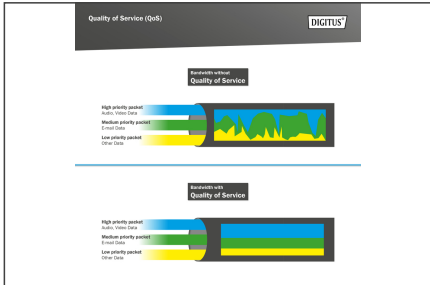 Quality of Service (QoS)
DIGITUS®
Bandwidth without
Quality of Service
High priority packet
Audio, Video Data
Medium priority packet
E-mail Data
Low priority packet
Other Data
Bandwidth with
Quality of Service
High priority packet
Audio, Video Data
Medium priority packet
E-mail Data
Low priority packet
Other Data